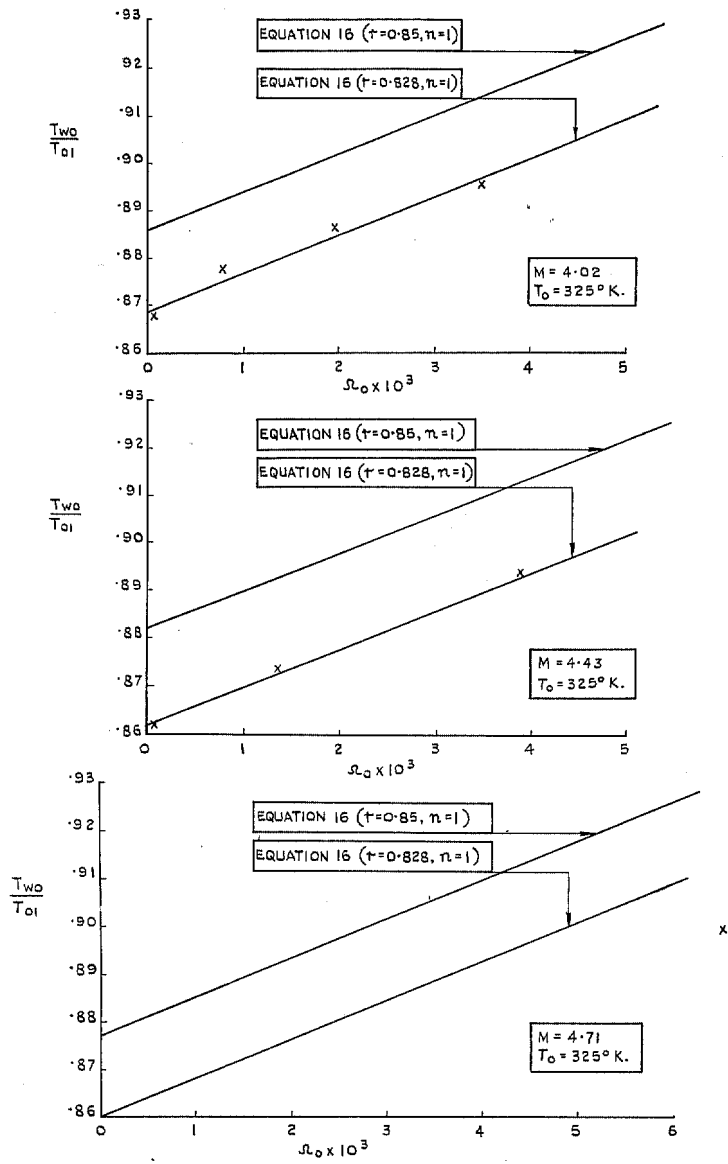 ·93
EQUATION 16 (r=0·85, n=1)
·92
EQUATION 16 (r=0·828, n=1)
·91
Tw0
T01
·90
·89
·88
M = 4·02
T0 = 325° K.
·87
·86
0 1 2 3 4 5
Ω0 x 10³
·93
EQUATION 16 (r=0·85, n=1)
·92
EQUATION 16 (r=0·828, n=1)
·91
Tw0
T01
·90
·89
·88
M = 4·43
T0 = 325° K.
·87
·86
0 1 2 3 4 5
Ω0 x 10³
·93
EQUATION 16 (r=0·85, n=1)
·92
EQUATION 16 (r=0·828, n=1)
·91
Tw0
T01
·90
·89
·88
M = 4·71
T0 = 325° K.
·87
·86
0 1 2 3 4 5 6
Ω0 x 10³